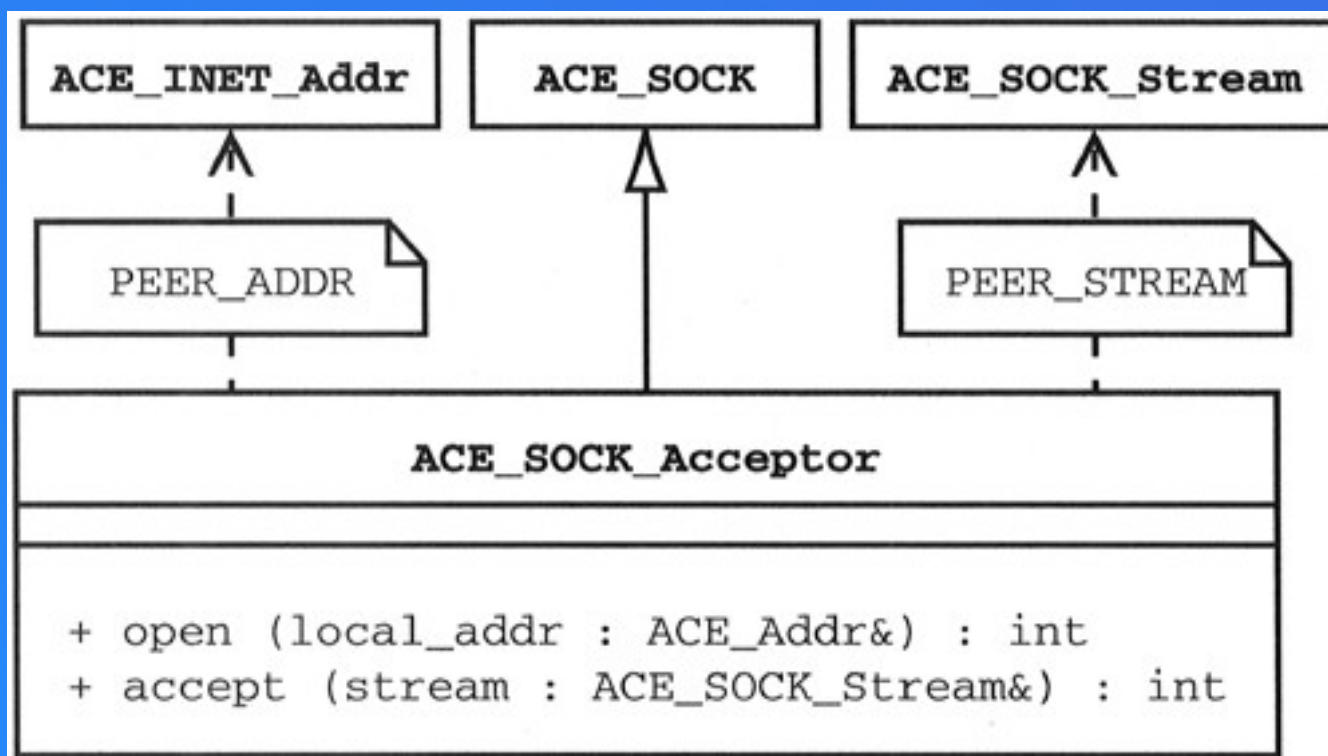 ACE_INET_Addr
ACE_SOCK
ACE_SOCK_Stream
PEER_ADDR
PEER_STREAM
ACE_SOCK_Acceptor
+ open (local_addr : ACE_Addr&) : int
+ accept (stream : ACE_SOCK_Stream&) : int